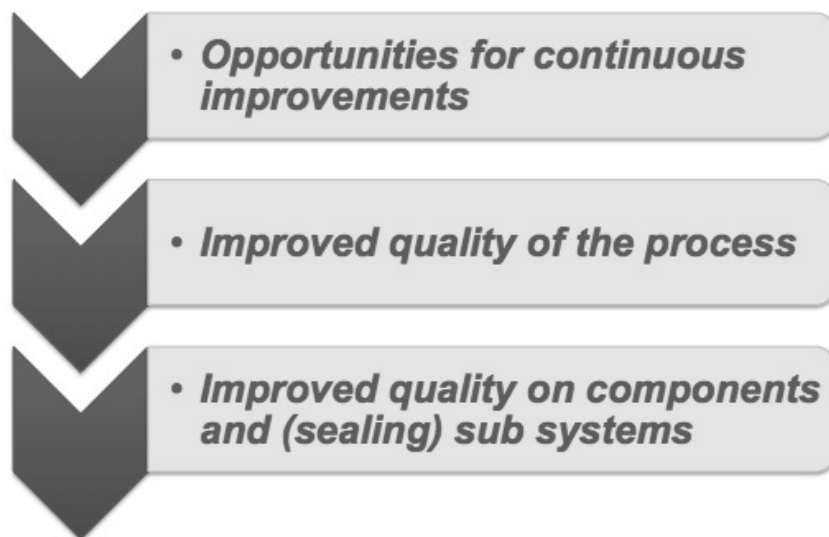 • Opportunities for continuous
improvements
• Improved quality of the process
• Improved quality on components
and (sealing) sub systems